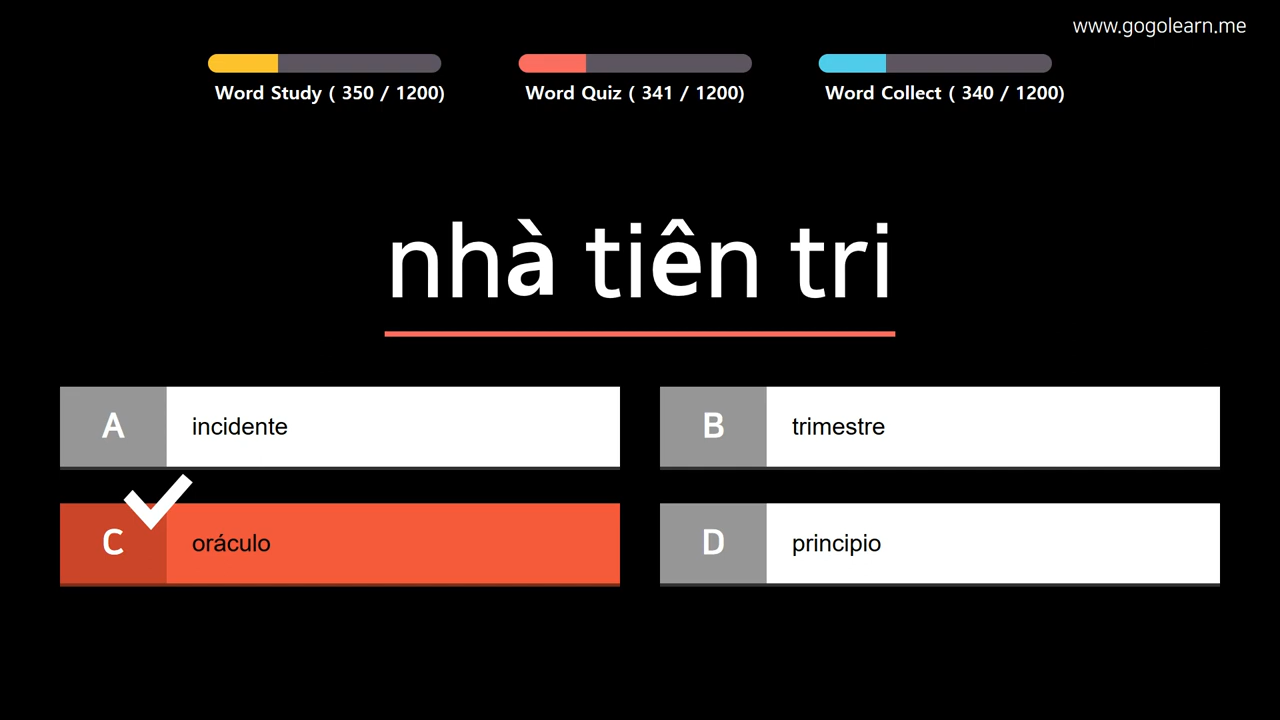 www.gogolearn.me
Word Study ( 350 / 1200)
Word Quiz ( 341 / 1200)
Word Collect ( 340 / 1200)
nhà tiên tri
A incidente
B trimestre
C oráculo
D principio